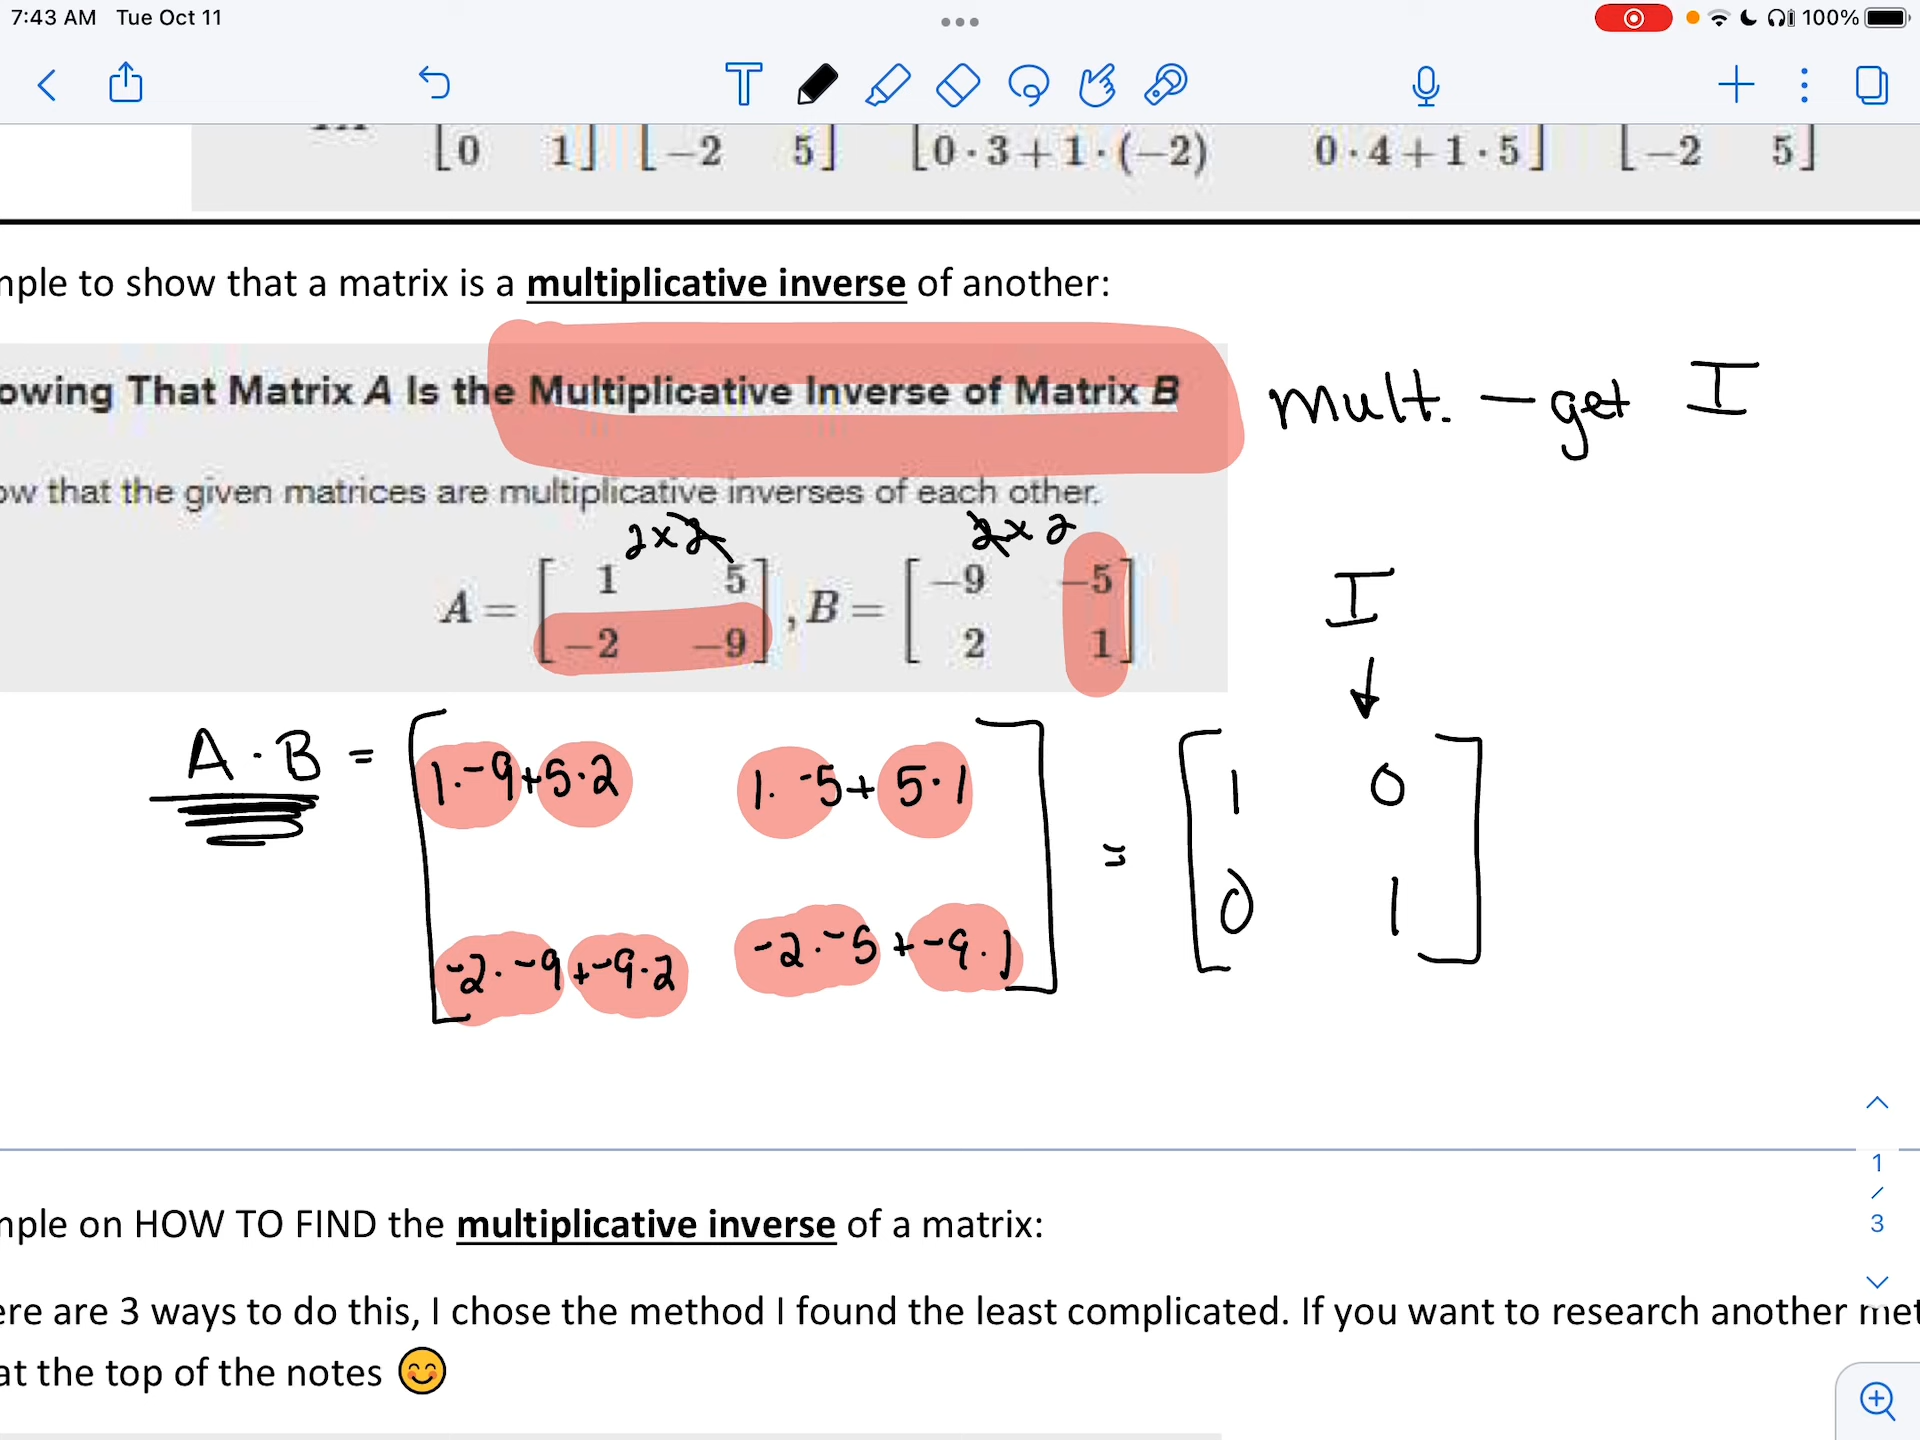 7:43 AM Tue Oct 11 100%
[0 1] [-2 5] [0 · 3 + 1 · (-2) 0 · 4 + 1 · 5] [-2 5]
mple to show that a matrix is a multiplicative inverse of another:
owing That Matrix A Is the Multiplicative Inverse of Matrix B
mult. — get I
ow that the given matrices are multiplicative inverses of each other.
2x2 2x2
A = [1 5
-2 -9], B = [-9 -5
2 1]
I
↓
A · B = [1·-9+5·2 1·-5+5·1
-2·-9+-9·2 -2·-5+-9·1] = [1 0
0 1]
1
/
3
mple on HOW TO FIND the multiplicative inverse of a matrix:
ere are 3 ways to do this, I chose the method I found the least complicated. If you want to research another met
at the top of the notes 😊